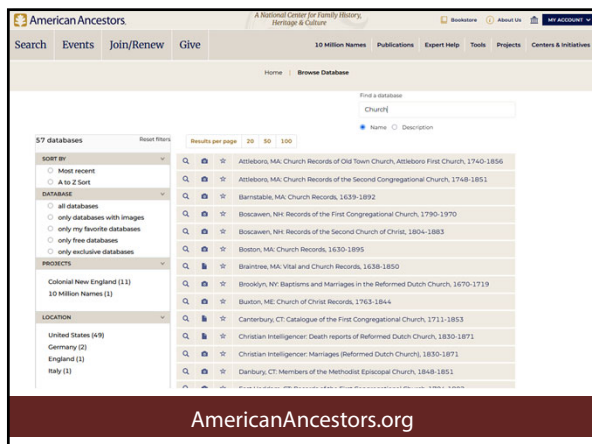 American Ancestors.
A National Center for Family History,
Heritage & Culture
Bookstore
About Us
MY ACCOUNT
Search Events Join/Renew Give
10 Million Names Publications Expert Help Tools Projects Centers & Initiatives
Home | Browse Database
Find a database
Church
Name Description
57 databases Reset filters
Results per page 20 50 100
SORT BY
Most recent
A to Z Sort
DATABASE
all databases
only databases with images
only my favorite databases
only free databases
only exclusive databases
PROJECTS
Colonial New England (11)
10 Million Names (1)
LOCATION
United States (49)
Germany (2)
England (1)
Italy (1)
Attleboro, MA: Church Records of Old Town Church, Attleboro First Church, 1740-1856
Attleboro, MA: Church Records of the Second Congregational Church, 1748-1851
Barnstable, MA: Church Records, 1639-1892
Boscawen, NH: Records of the First Congregational Church, 1790-1970
Boscawen, NH: Records of the Second Church of Christ, 1804-1883
Boston, MA: Church Records, 1630-1895
Braintree, MA: Vital and Church Records, 1638-1850
Brooklyn, NY: Baptisms and Marriages in the Reformed Dutch Church, 1670-1719
Buxton, ME: Church of Christ Records, 1763-1844
Canterbury, CT: Catalogue of the First Congregational Church, 1711-1853
Christian Intelligencer: Death reports of Reformed Dutch Church, 1830-1871
Christian Intelligencer: Marriages (Reformed Dutch Church), 1830-1871
Danbury, CT: Members of the Methodist Episcopal Church, 1848-1851
AmericanAncestors.org